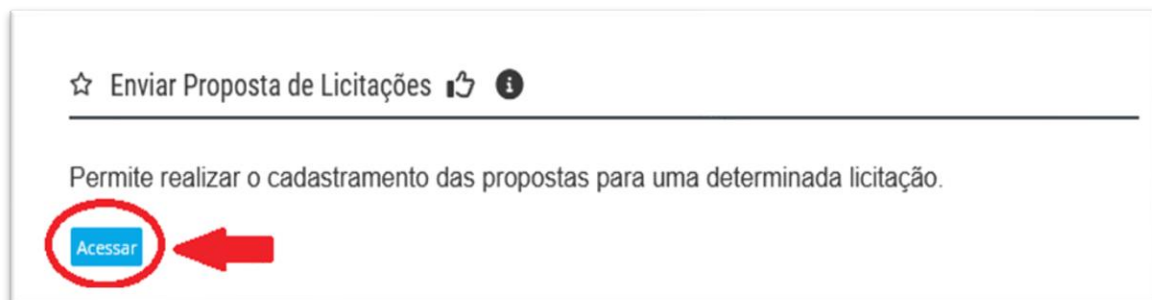 Enviar Proposta de Licitações
Permite realizar o cadastramento das propostas para uma determinada licitação.
Acessar